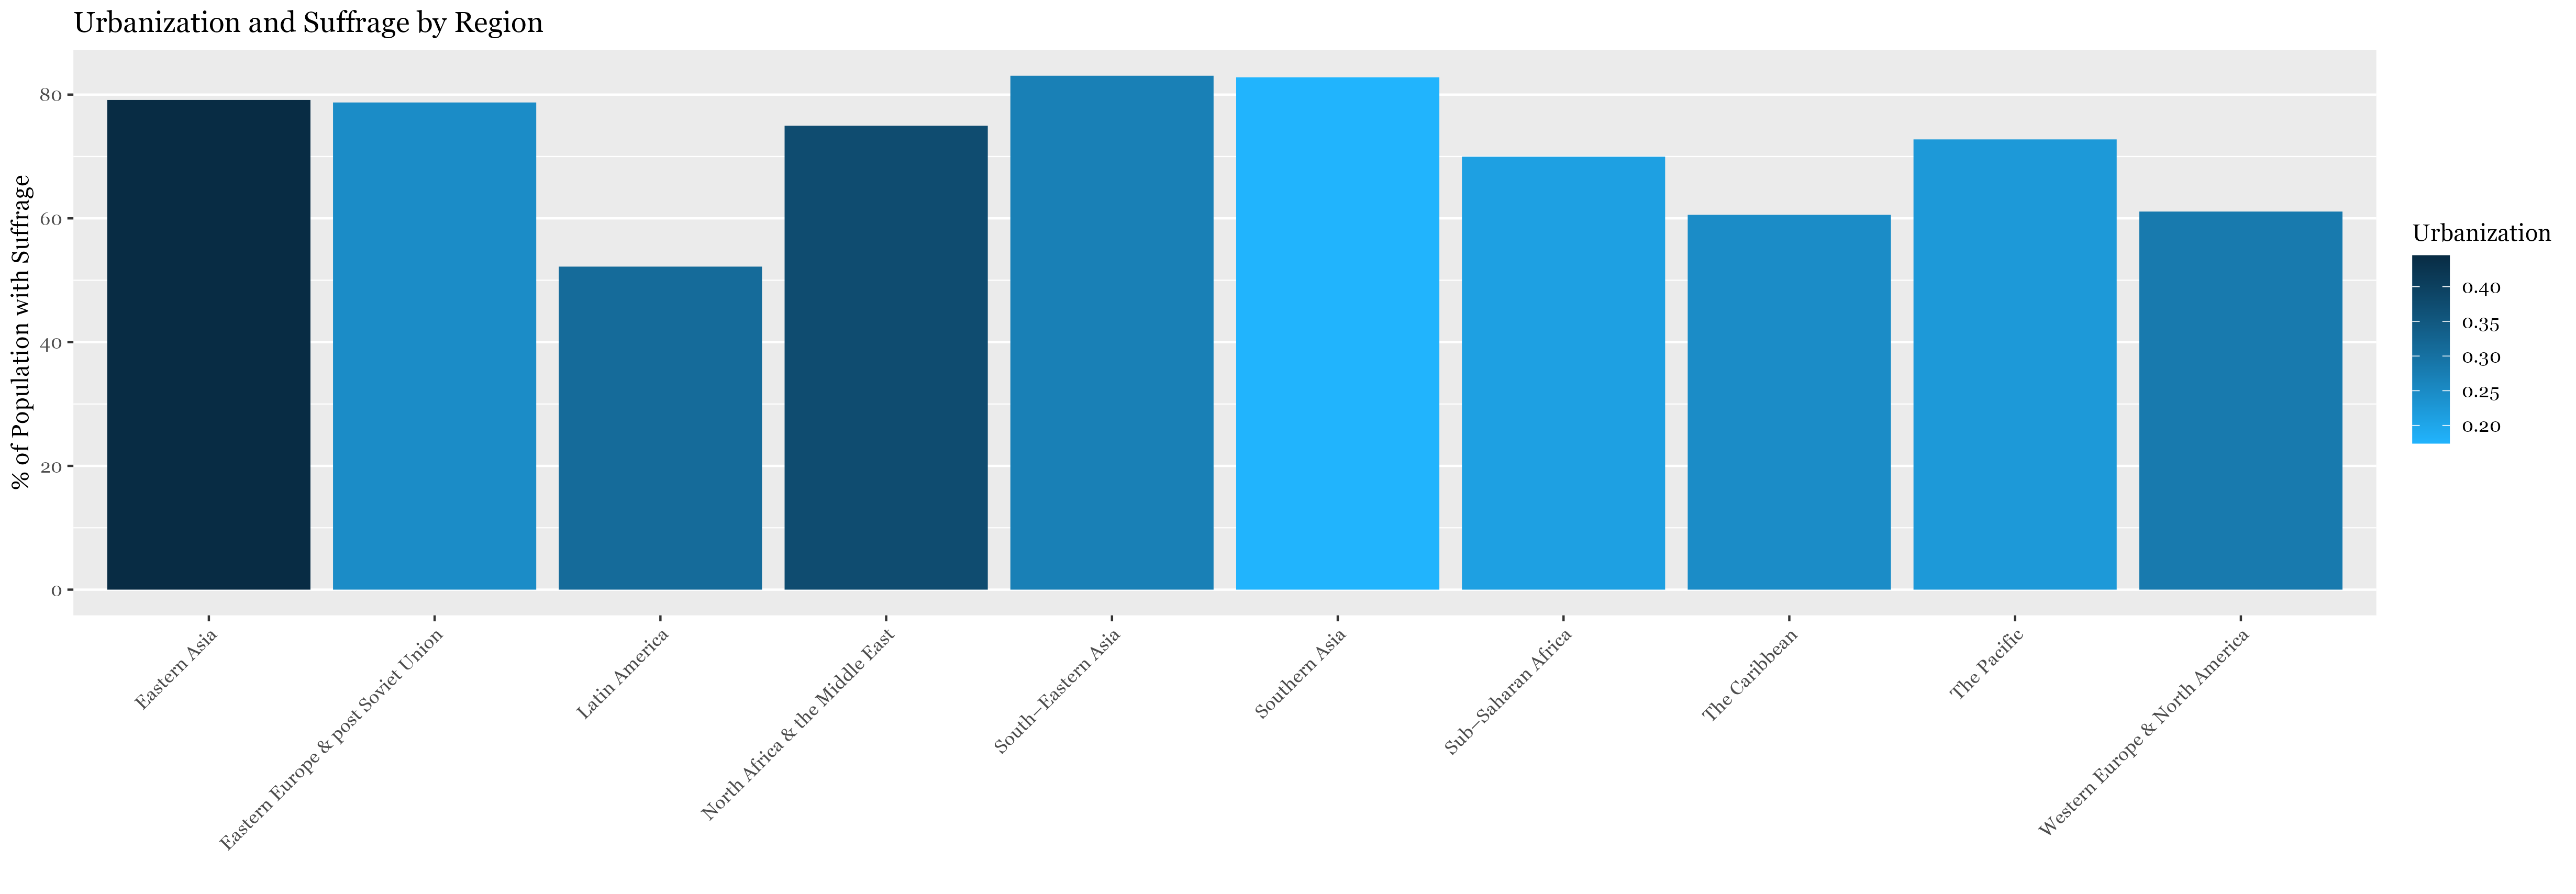 Urbanization and Suffrage by Region
% of Population with Suffrage
80
60
40
20
0
Eastern Asia
Eastern Europe & post Soviet Union
Latin America
North Africa & the Middle East
South−Eastern Asia
Southern Asia
Sub−Saharan Africa
The Caribbean
The Pacific
Western Europe & North America
Urbanization
0.40
0.35
0.30
0.25
0.20